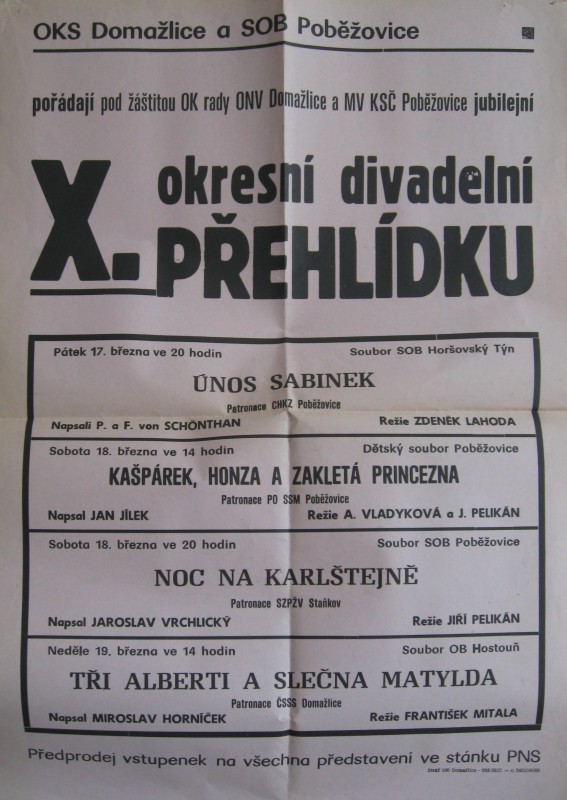 OKS Domažlice a SOB Poběžovice
pořádají pod záštitou OK rady ONV Domažlice a MV KSČ Poběžovice jubilejní
X. okresní divadelní
PŘEHLÍDKU
Pátek 17. března ve 20 hodin Soubor SOB Horšovský Týn
ÚNOS SABINEK
Patronace CHKZ Poběžovice
Napsali P. a F. von SCHÖNTHAN Režie ZDENĚK LAHODA
Sobota 18. března ve 14 hodin Dětský soubor Poběžovice
KAŠPÁREK, HONZA A ZAKLETÁ PRINCEZNA
Patronace PO SSM Poběžovice
Napsal JAN JÍLEK Režie A. VLADYKOVÁ a J. PELIKÁN
Sobota 18. března ve 20 hodin Soubor SOB Poběžovice
NOC NA KARLŠTEJNĚ
Patronace SZPŽV Staňkov
Napsal JAROSLAV VRCHLICKÝ Režie JIŘÍ PELIKÁN
Neděle 19. března ve 14 hodin Soubor OB Hostouň
TŘI ALBERTI A SLEČNA MATYLDA
Patronace ČSSS Domažlice
Napsal MIROSLAV HORNÍČEK Režie FRANTIŠEK MITALA
Předprodej vstupenek na všechna představení ve stánku PNS